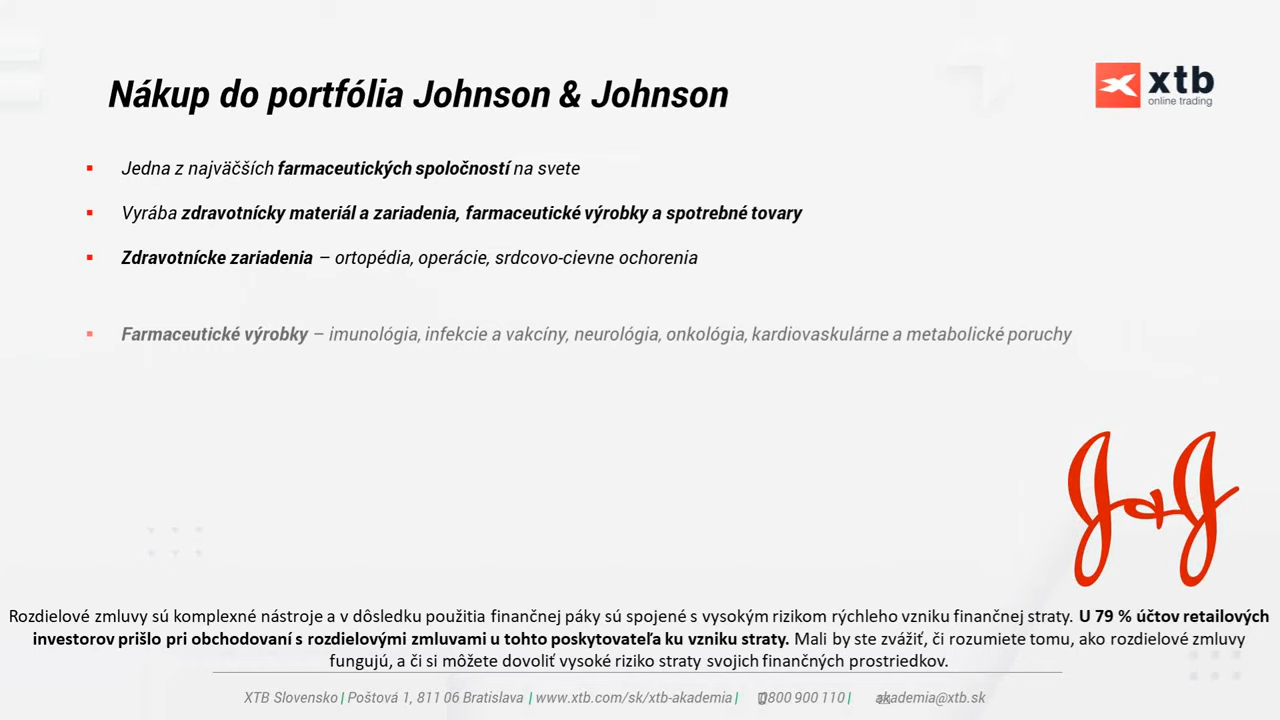 Nákup do portfólia Johnson & Johnson
xtb
online trading
Jedna z najväčších farmaceutických spoločností na svete
Vyrába zdravotnícky materiál a zariadenia, farmaceutické výrobky a spotrebné tovary
Zdravotnícke zariadenia – ortopédia, operácie, srdcovo-cievne ochorenia
Farmaceutické výrobky – imunológia, infekcie a vakcíny, neurológia, onkológia, kardiovaskulárne a metabolické poruchy
J&J
Rozdielové zmluvy sú komplexné nástroje a v dôsledku použitia finančnej páky sú spojené s vysokým rizikom rýchleho vzniku finančnej straty. U 79 % účtov retailových
investorov prišlo pri obchodovaní s rozdielovými zmluvami u tohto poskytovateľa ku vzniku straty. Mali by ste zvážiť, či rozumiete tomu, ako rozdielové zmluvy
fungujú, a či si môžete dovoliť vysoké riziko straty svojich finančných prostriedkov.
XTB Slovensko | Poštová 1, 811 06 Bratislava | www.xtb.com/sk/xtb-akademia | 0800 900 110 | akademia@xtb.sk